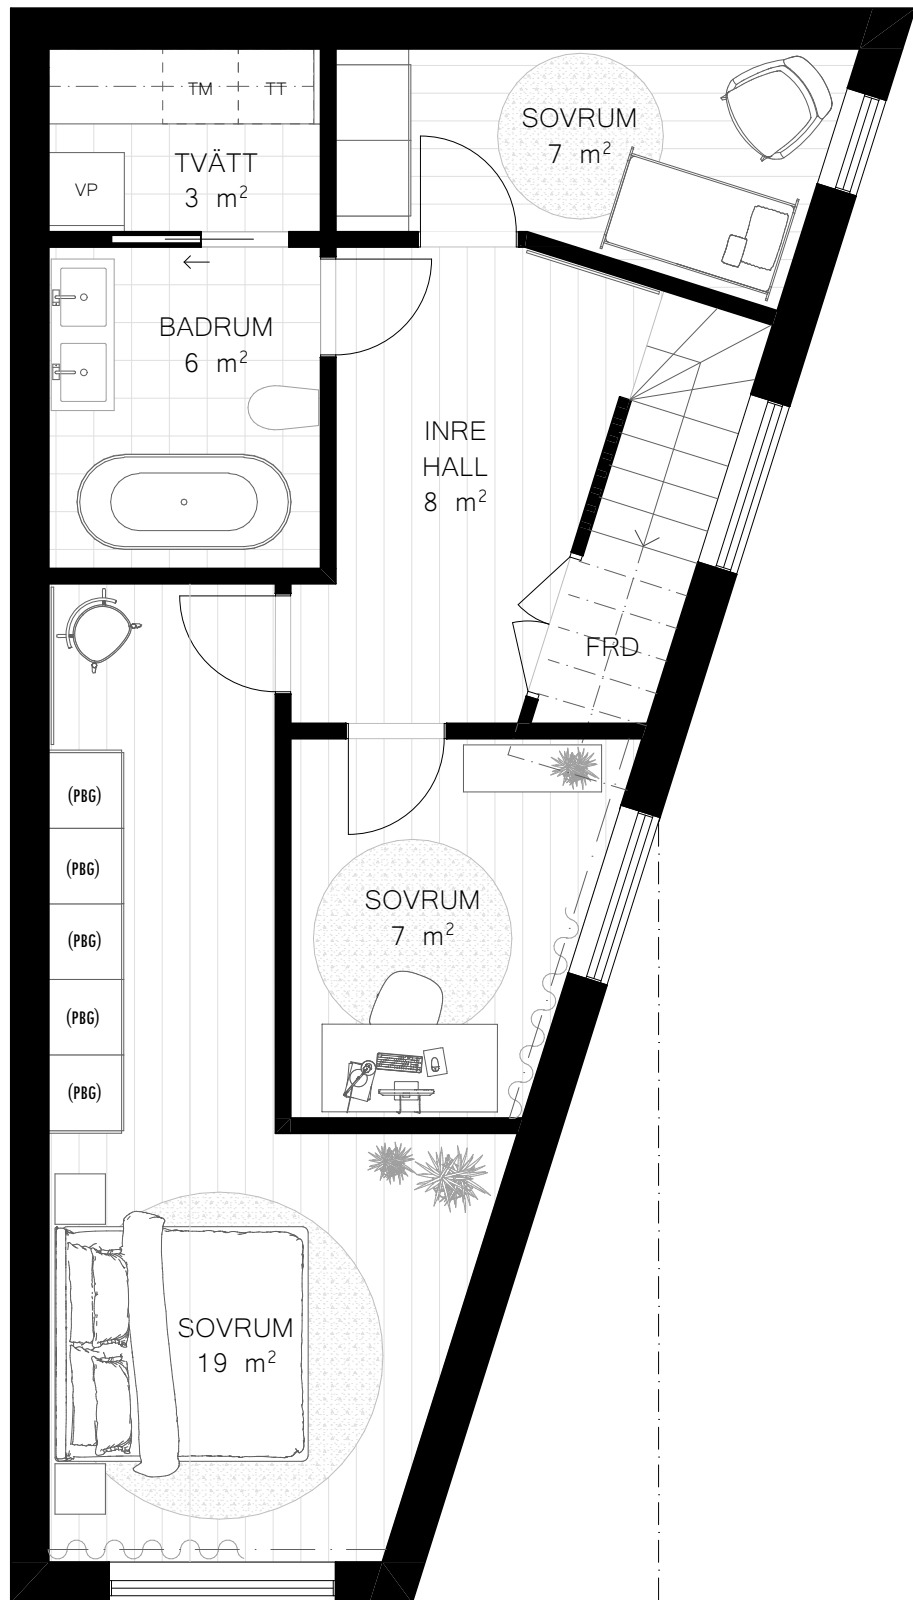 TM TT
SOVRUM
7 m²
TVÄTT
3 m²
VP
BADRUM
6 m²
INRE
HALL
8 m²
FRD
(PBG)
(PBG)
(PBG)
(PBG)
(PBG)
SOVRUM
7 m²
SOVRUM
19 m²